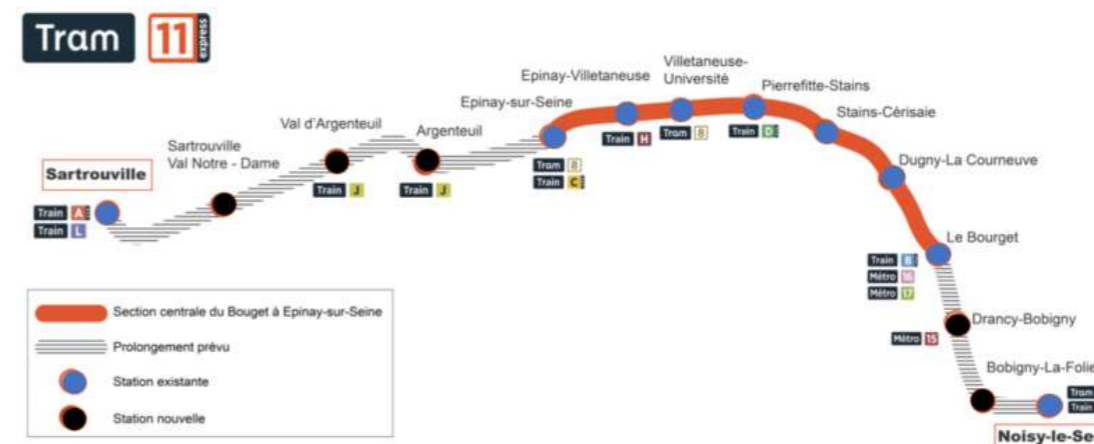 Tram 11 express
Villetaneuse-
Université
Epinay-Villetaneuse
Pierrefitte-Stains
Epinay-sur-Seine
Stains-Cérisaie
Val d'Argenteuil
Argenteuil
Sartrouville
Val Notre - Dame
Sartrouville
Train A
Train L
Train J
Train J
Tram 8
Train C
Train H
Tram 8
Train D
Dugny-La Courneuve
Le Bourget
Train B
Métro 16
Métro 17
Drancy-Bobigny
Métro 15
Bobigny-La-Folie
Tram
Train
Noisy-le-Se
Section centrale du Bouget à Epinay-sur-Seine
Prolongement prévu
Station existante
Station nouvelle